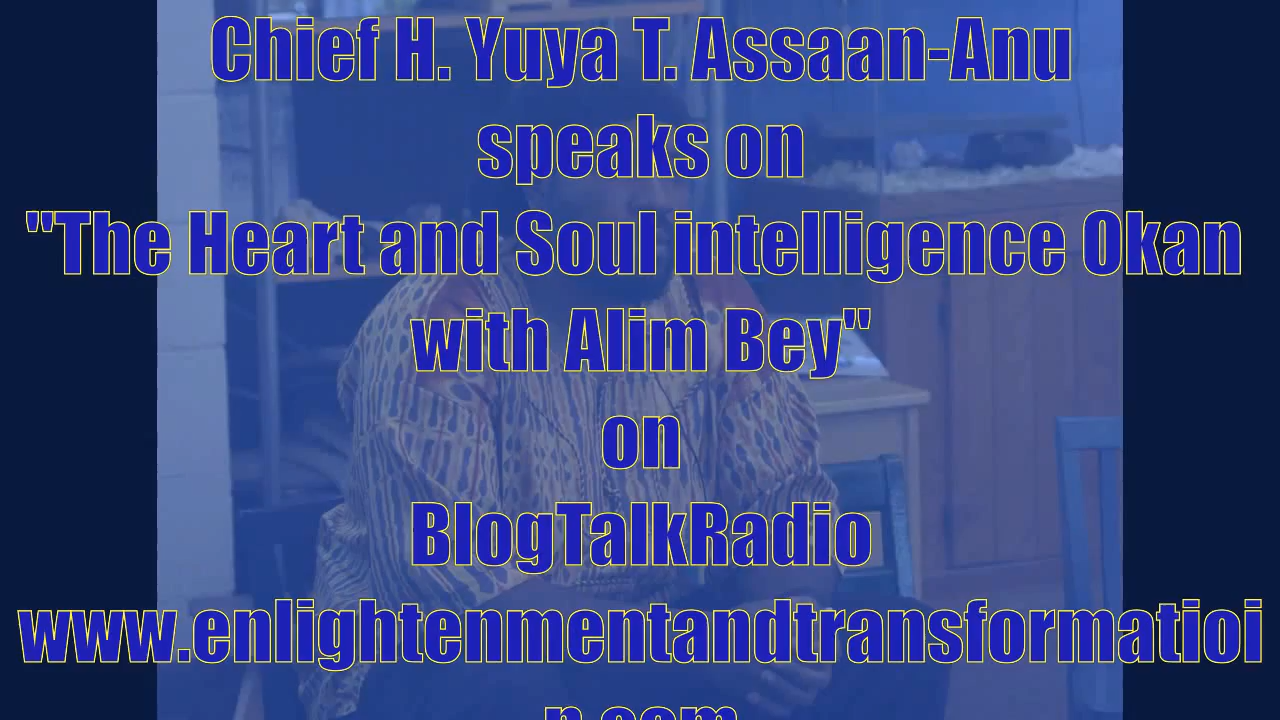 Chief H. Yuya T. Assaan-Anu
speaks on
"The Heart and Soul intelligence Okan
with Alim Bey"
on
BlogTalkRadio
www.enlightenmentandtransformatioi
n.com